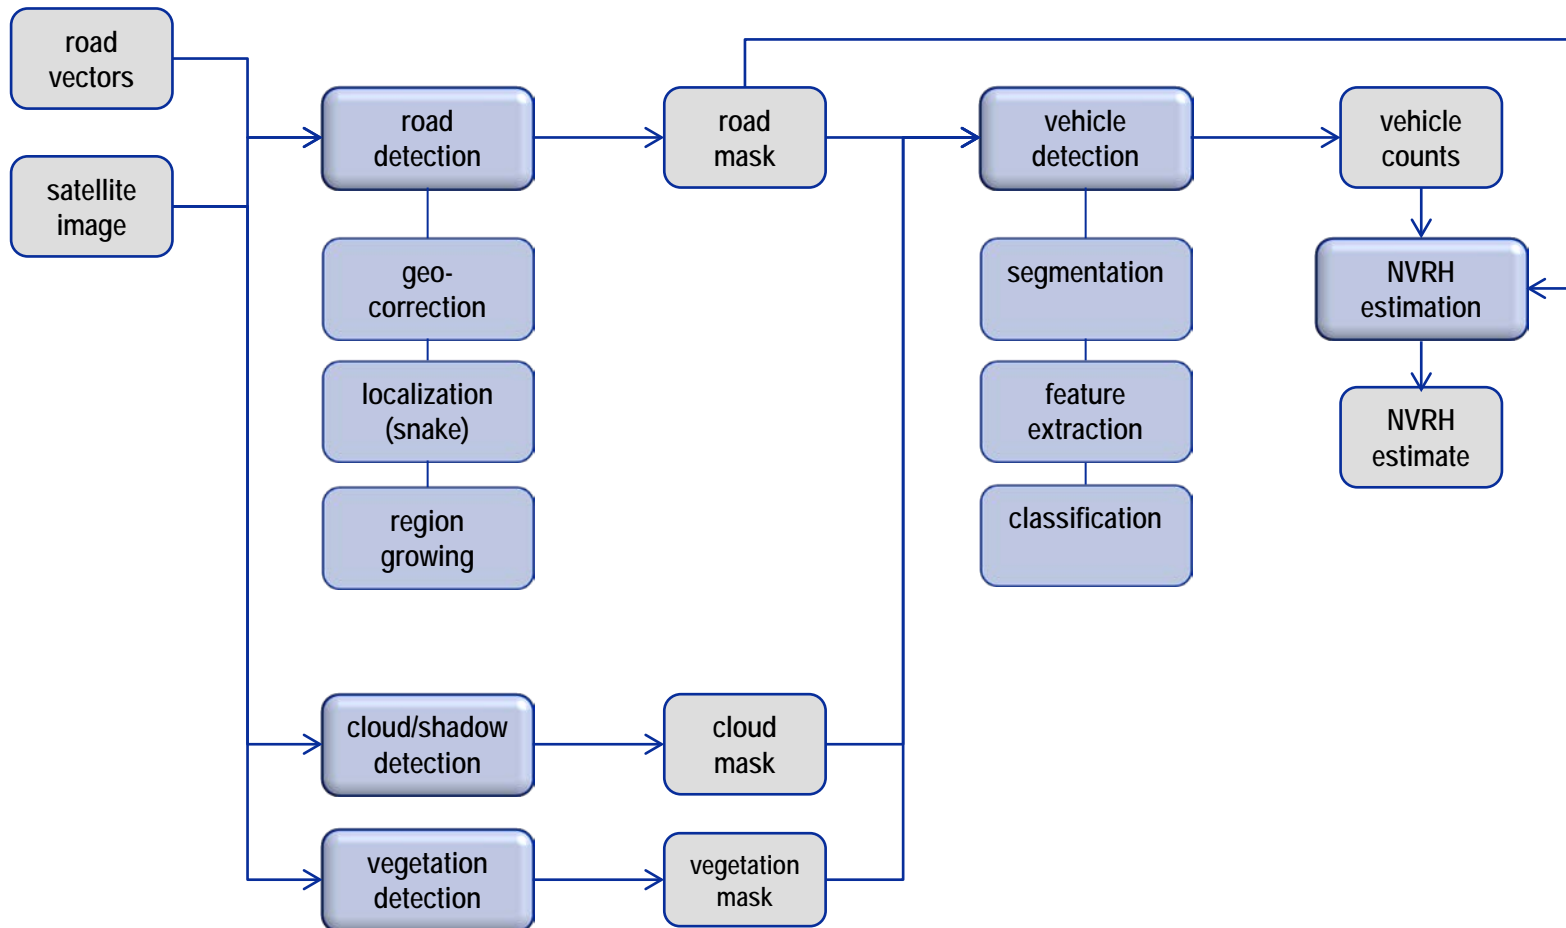 road
vectors
satellite
image
road
detection
geo-
correction
localization
(snake)
region
growing
cloud/shadow
detection
vegetation
detection
road
mask
cloud
mask
vegetation
mask
vehicle
detection
segmentation
feature
extraction
classification
vehicle
counts
NVRH
estimation
NVRH
estimate